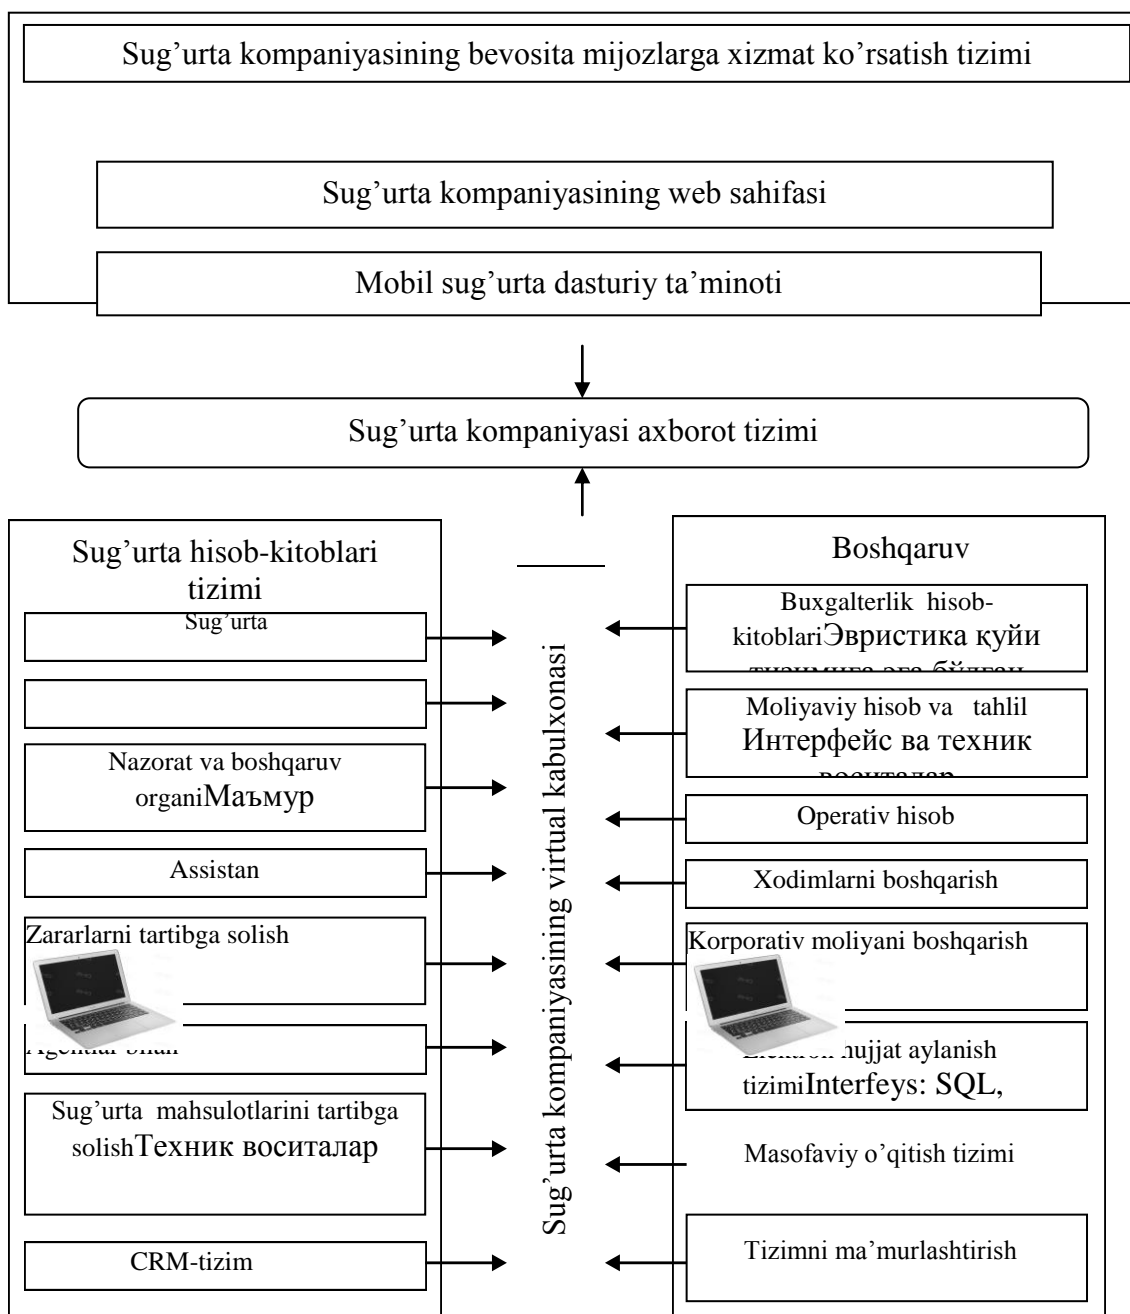 Sug’urta kompaniyasining bevosita mijozlarga xizmat ko’rsatish tizimi
Sug’urta kompaniyasining web sahifasi
Mobil sug’urta dasturiy ta’minoti
Sug’urta kompaniyasi axborot tizimi
Sug’urta hisob-kitoblari
tizimi
Sug’urta
Nazorat va boshqaruv
organiМаъмур
Assistan
Zararlarni tartibga solish
Sug’urta mahsulotlarini tartibga
solishТехник воситалар
CRM-tizim
Sug’urta kompaniyasining virtual kabulxonasi
Boshqaruv
Buxgalterlik hisob-
kitoblariЭвристика қуйи
тизимига эга бўлган
Moliyaviy hisob va tahlil
Интерфейс ва техник
воситалар
Operativ hisob
Xodimlarni boshqarish
Korporativ moliyani boshqarish
hujjat aylanish
tizimiInterfeys: SQL,
Masofaviy o’qitish tizimi
Tizimni ma’murlashtirish